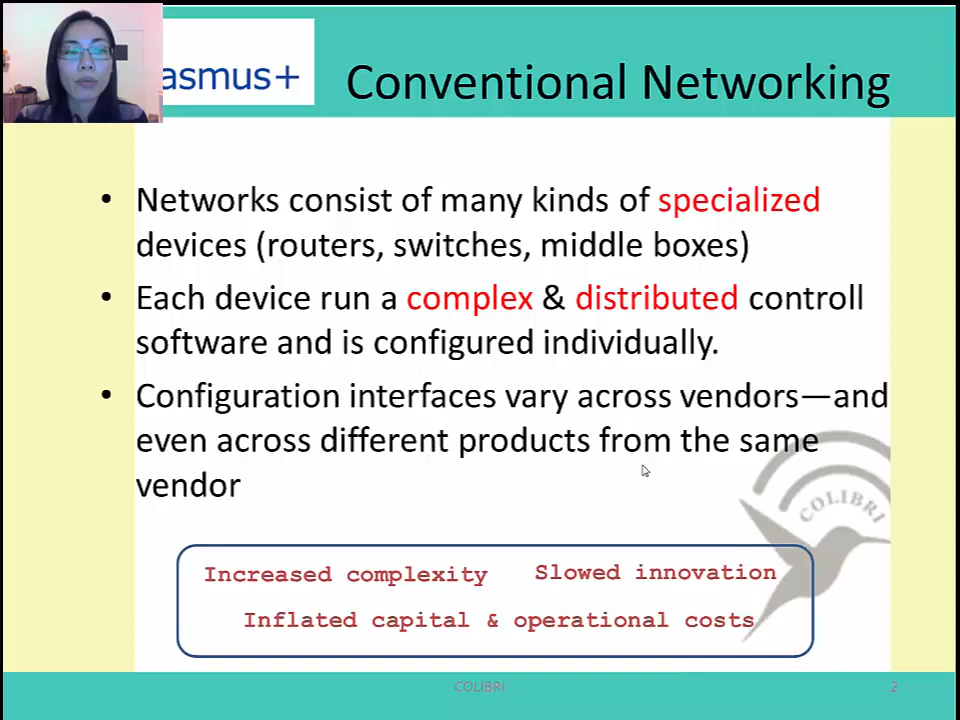 asmus+
Conventional Networking
• Networks consist of many kinds of specialized
devices (routers, switches, middle boxes)
• Each device run a complex & distributed controll
software and is configured individually.
• Configuration interfaces vary across vendors—and
even across different products from the same
vendor
COLIBRI
Increased complexity Slowed innovation
Inflated capital & operational costs
COLIBRI 2